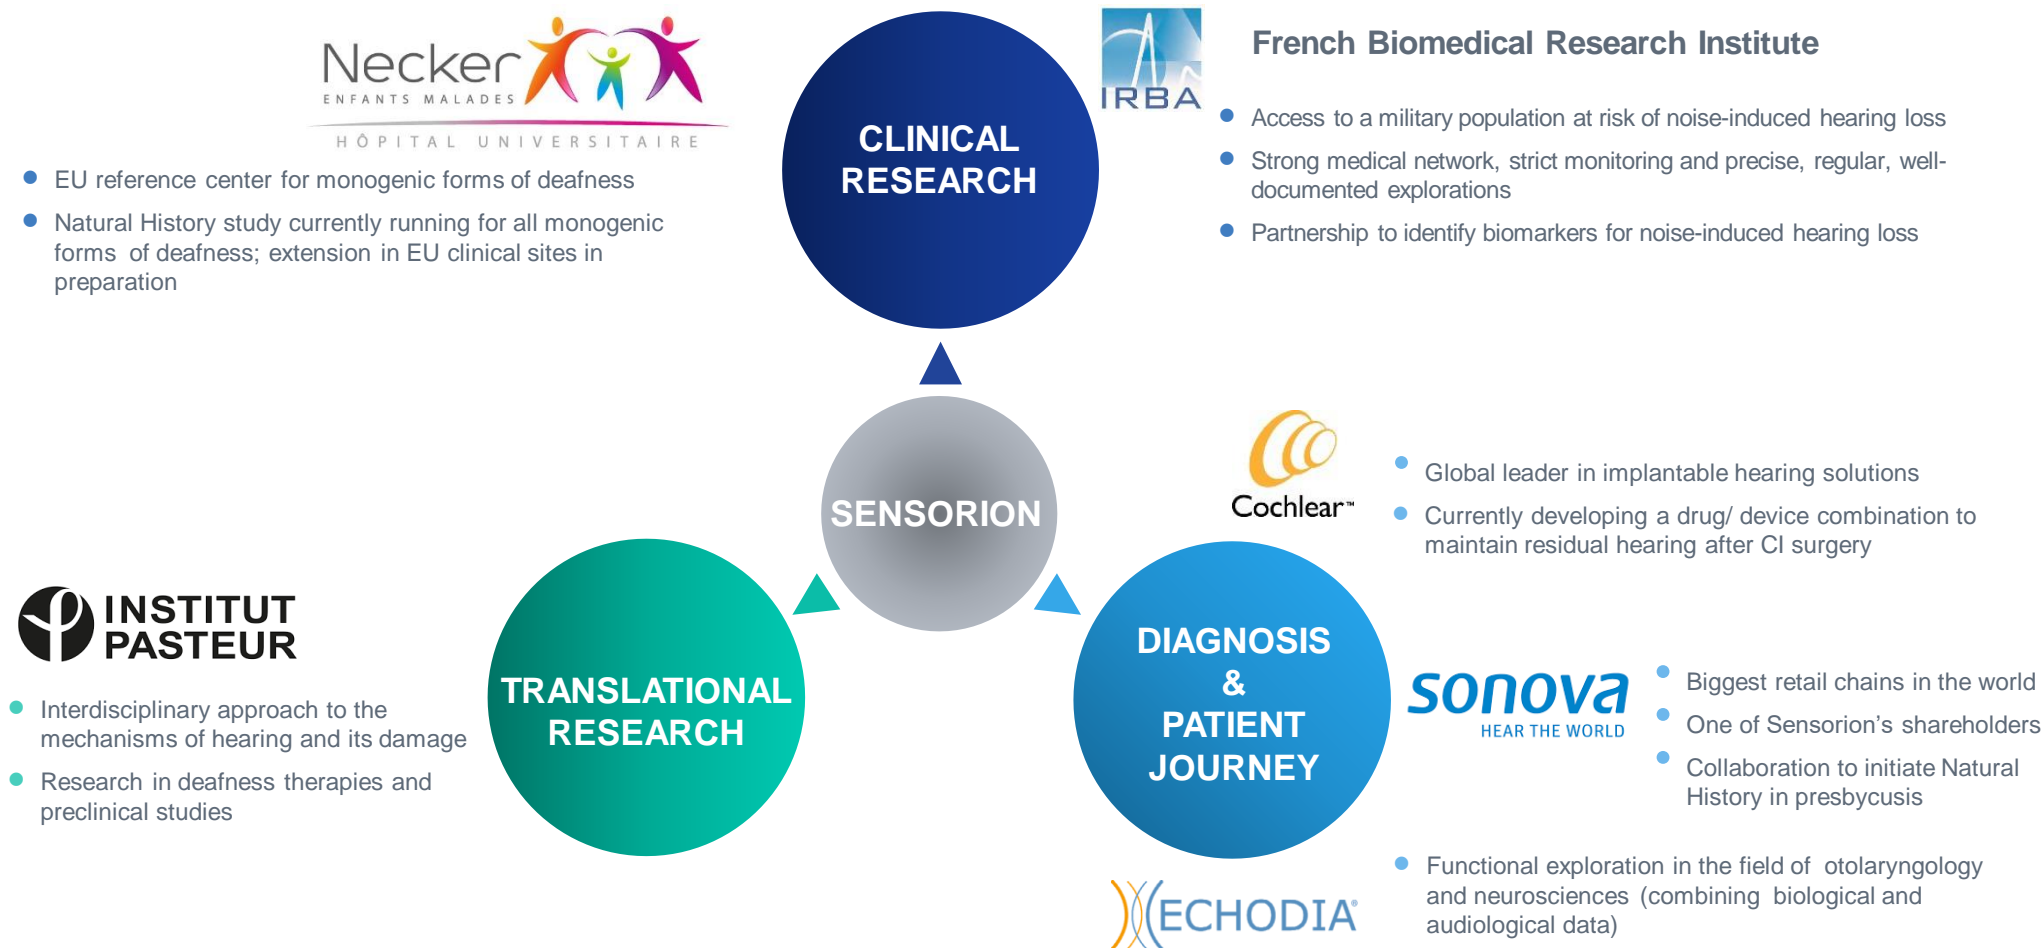 Necker
ENFANTS MALADES
HÔPITAL UNIVERSITAIRE
EU reference center for monogenic forms of deafness
Natural History study currently running for all monogenic
forms of deafness; extension in EU clinical sites in
preparation
CLINICAL
RESEARCH
IRBA
French Biomedical Research Institute
Access to a military population at risk of noise-induced hearing loss
Strong medical network, strict monitoring and precise, regular, well-
documented explorations
Partnership to identify biomarkers for noise-induced hearing loss
SENSORION
Cochlear™
Global leader in implantable hearing solutions
Currently developing a drug/ device combination to
maintain residual hearing after CI surgery
INSTITUT
PASTEUR
Interdisciplinary approach to the
mechanisms of hearing and its damage
Research in deafness therapies and
preclinical studies
TRANSLATIONAL
RESEARCH
DIAGNOSIS
&
PATIENT
JOURNEY
sonova
HEAR THE WORLD
Biggest retail chains in the world
One of Sensorion's shareholders
Collaboration to initiate Natural
History in presbycusis
ECHODIA®
Functional exploration in the field of otolaryngology
and neurosciences (combining biological and
audiological data)